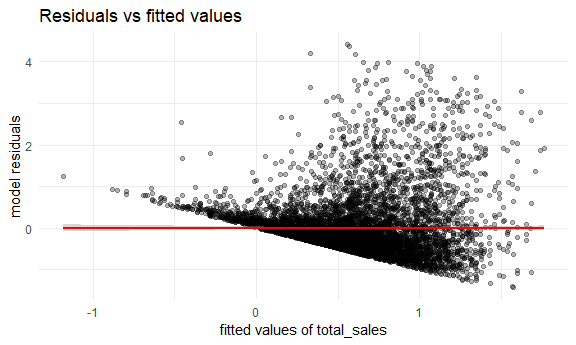 Residuals vs fitted values
4
2
0
model residuals
-1
0
1
fitted values of total_sales